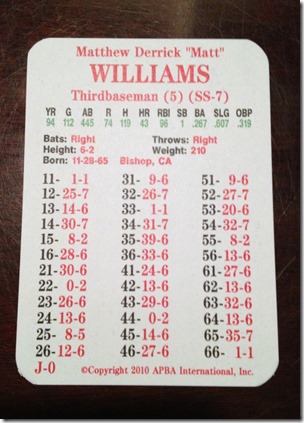 Matthew Derrick "Matt"
WILLIAMS
Thirdbaseman (5) (SS-7)
YR G AB R H HR RBI SB BA SLG OBP
94 112 445 74 119 43 96 1 .267 .607 .319
Bats: Right Throws: Right
Height: 6-2 Weight: 210
Born: 11-28-65 Bishop, CA
11- 1-1 31- 9-6 51- 9-6
12- 25-7 32- 26-7 52- 27-7
13- 14-6 33- 1-1 53- 20-6
14- 30-7 34- 31-7 54- 32-7
15- 8-2 35- 39-6 55- 8-2
16- 28-6 36- 33-6 56- 13-6
21- 30-6 41- 24-6 61- 27-6
22- 0-2 42- 13-6 62- 13-6
23- 26-6 43- 29-6 63- 32-6
24- 13-6 44- 0-2 64- 13-6
25- 8-5 45- 14-6 65- 35-7
26- 12-6 46- 27-6 66- 1-1
J-0 ©Copyright 2010 APBA International, Inc.